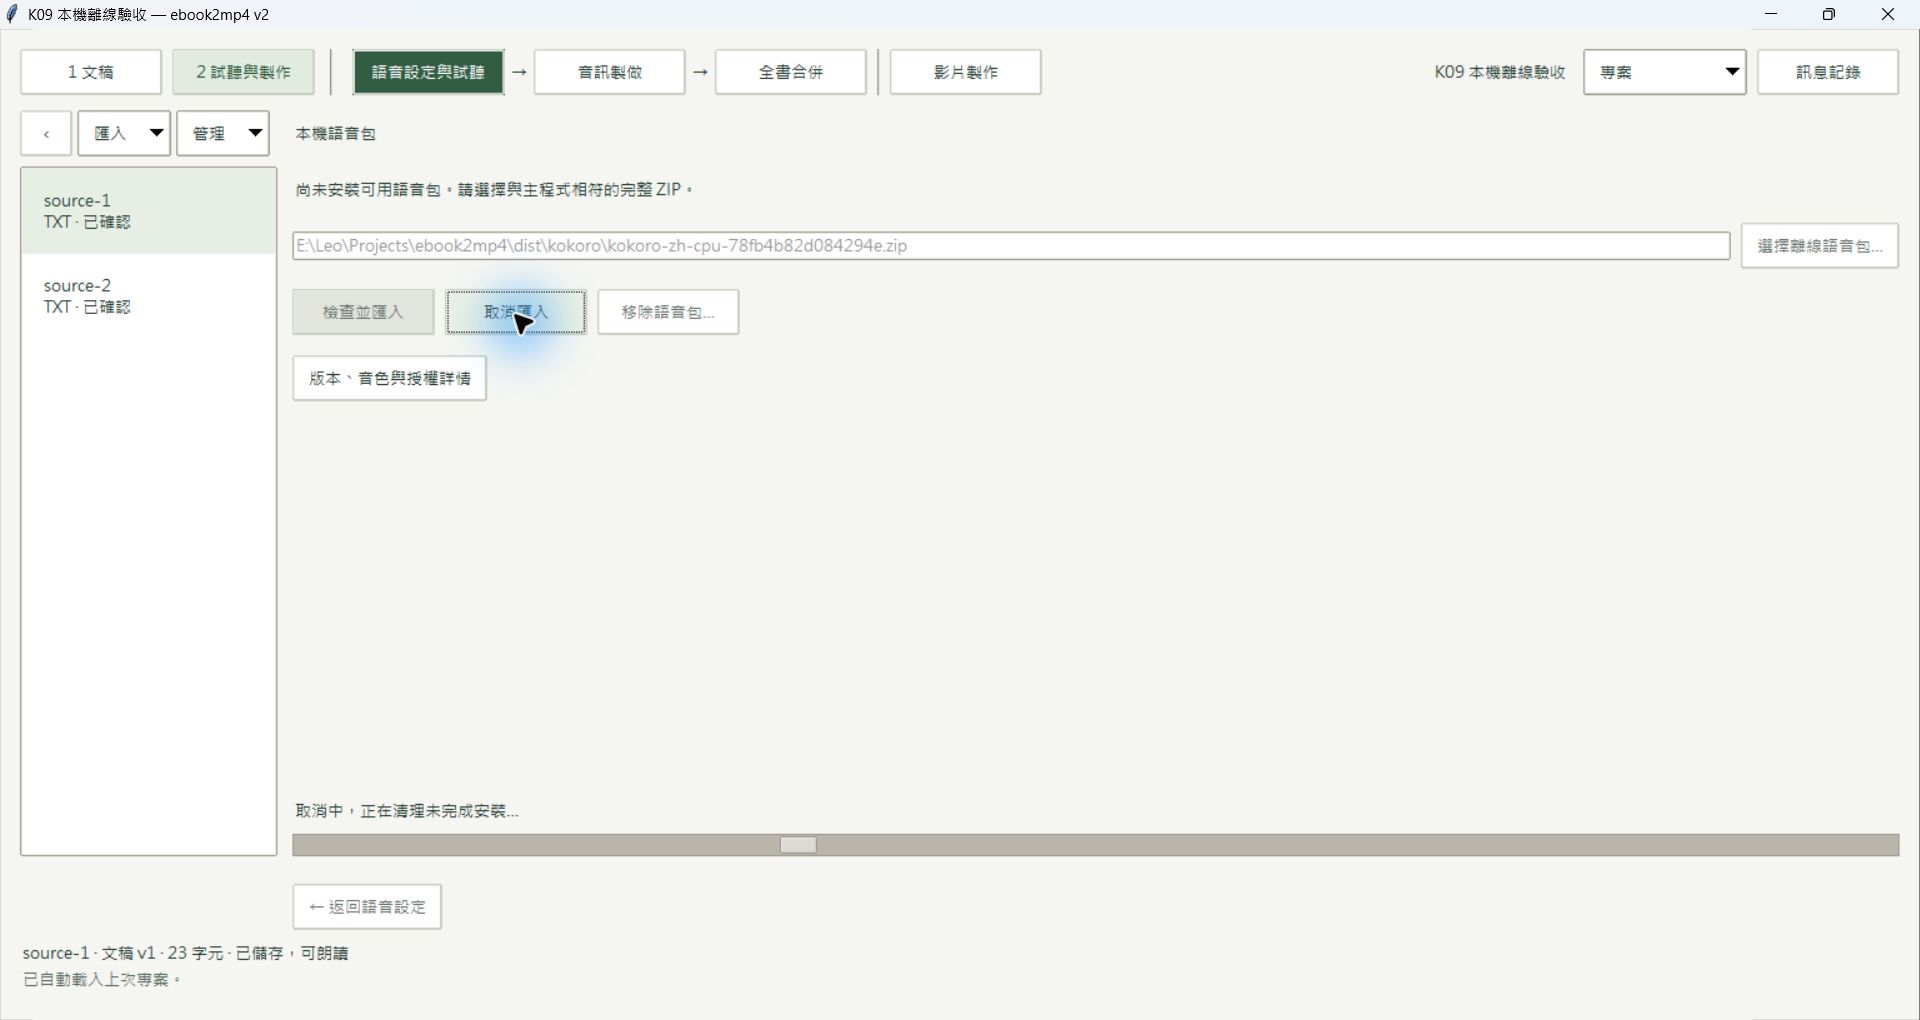 K09 本機離線驗收 — ebook2mp4 v2
1 文稿
2 試聽與製作
語音設定與試聽
→
音訊製做
→
全書合併
影片製作
K09 本機離線驗收
專案
訊息記錄
‹
匯入
管理
本機語音包
source-1
TXT · 已確認
source-2
TXT · 已確認
尚未安裝可用語音包。請選擇與主程式相符的完整 ZIP。
E:\Leo\Projects\ebook2mp4\dist\kokoro\kokoro-zh-cpu-78fb4b82d084294e.zip
選擇離線語音包...
檢查並匯入
取消匯入
移除語音包...
版本、音色與授權詳情
取消中，正在清理未完成安裝...
← 返回語音設定
source-1 · 文稿 v1 · 23 字元 · 已儲存，可朗讀
已自動載入上次專案。